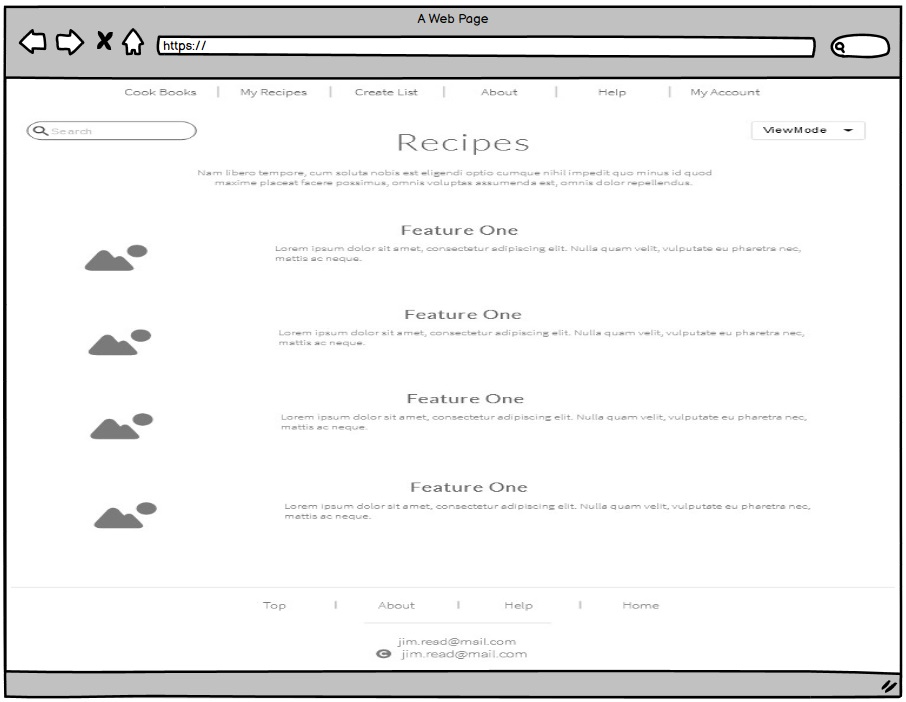 A Web Page
https://
Cook Books | My Recipes | Create List | About | Help | My Account
Search
ViewMode
Recipes
Nam libero tempore, cum soluta nobis est eligendi optio cumque nihil impedit quo minus id quod
maxime placeat facere possimus, omnis voluptas assumenda est, omnis dolor repellendus.
Feature One
Lorem ipsum dolor sit amet, consectetur adipiscing elit. Nulla quam velit, vulputate eu pharetra nec,
mattis ac neque.
Feature One
Lorem ipsum dolor sit amet, consectetur adipiscing elit. Nulla quam velit, vulputate eu pharetra nec,
mattis ac neque.
Feature One
Lorem ipsum dolor sit amet, consectetur adipiscing elit. Nulla quam velit, vulputate eu pharetra nec,
mattis ac neque.
Feature One
Lorem ipsum dolor sit amet, consectetur adipiscing elit. Nulla quam velit, vulputate eu pharetra nec,
mattis ac neque.
Top | About | Help | Home
jim.read@mail.com
© jim.read@mail.com